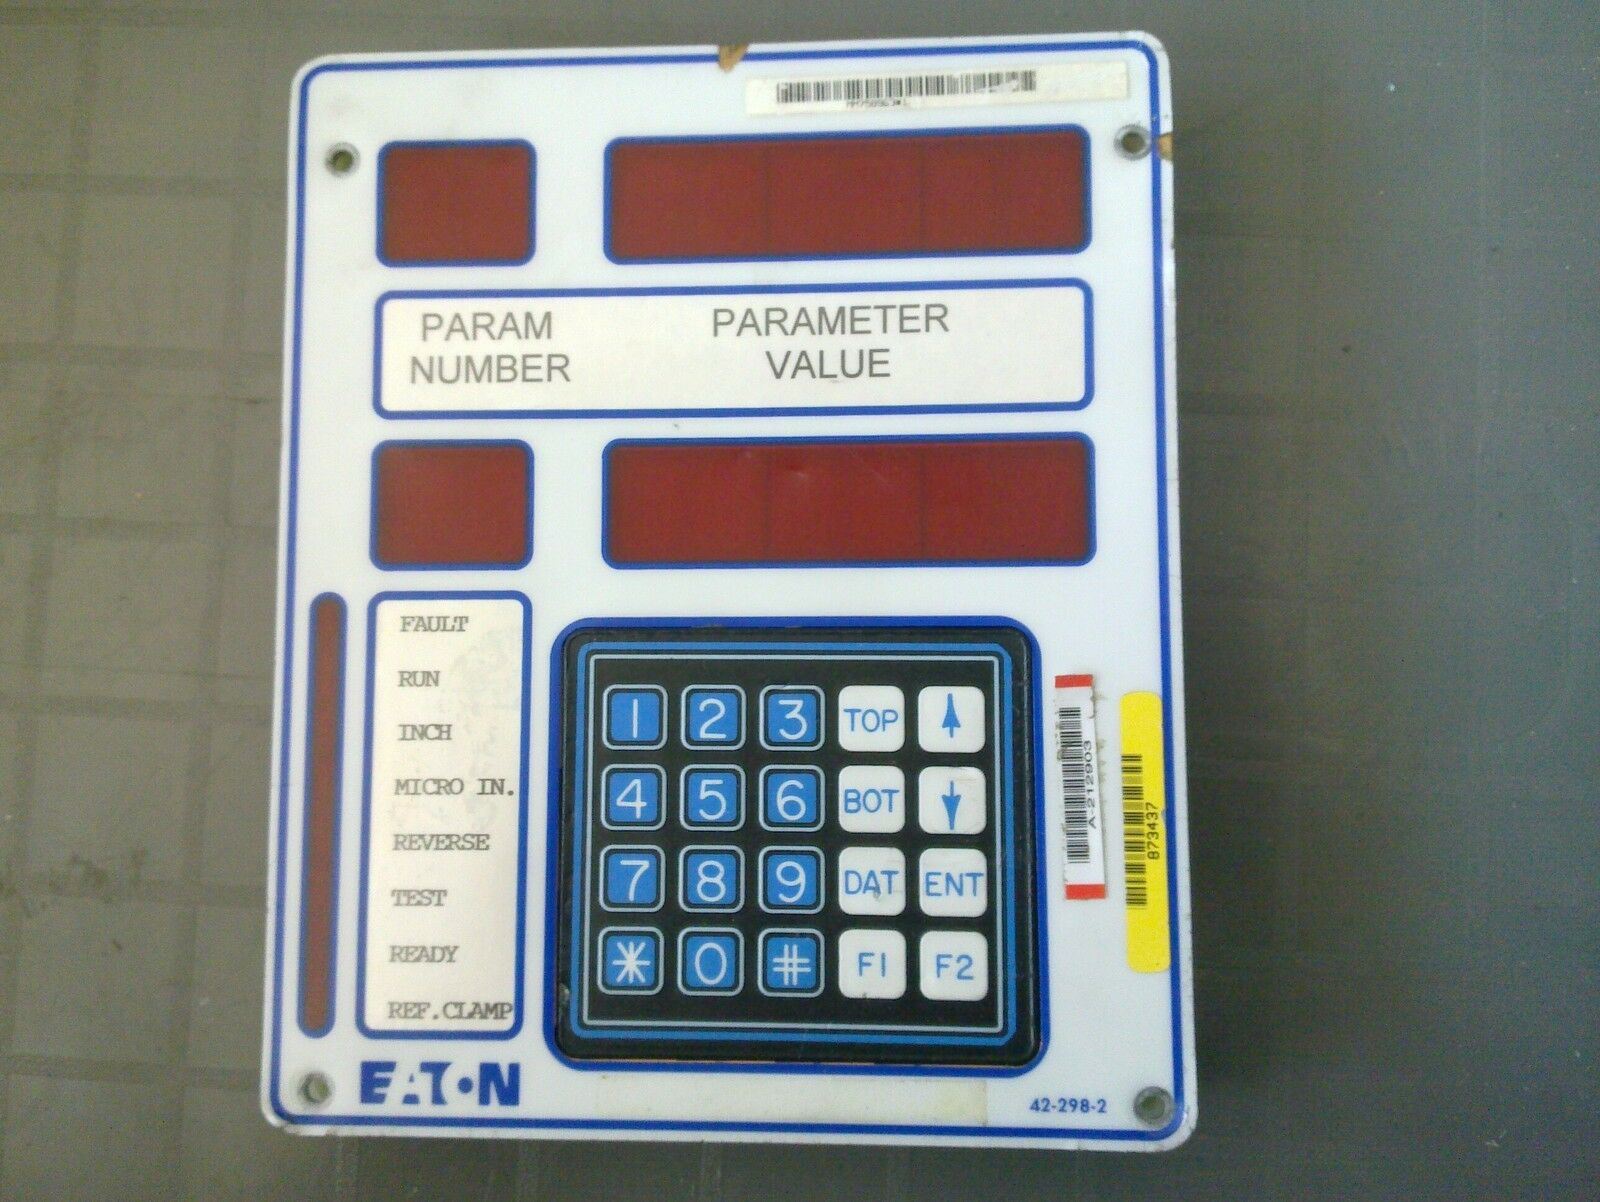 PARAM
NUMBER
PARAMETER
VALUE
FAULT
RUN
INCH
MICRO IN.
REVERSE
TEST
READY
REF.CLAMP
1 2 3 TOP
4 5 6 BOT
7 8 9 DAT ENT
* 0 # F1 F2
A-212903
873437
EATON
42-298-2